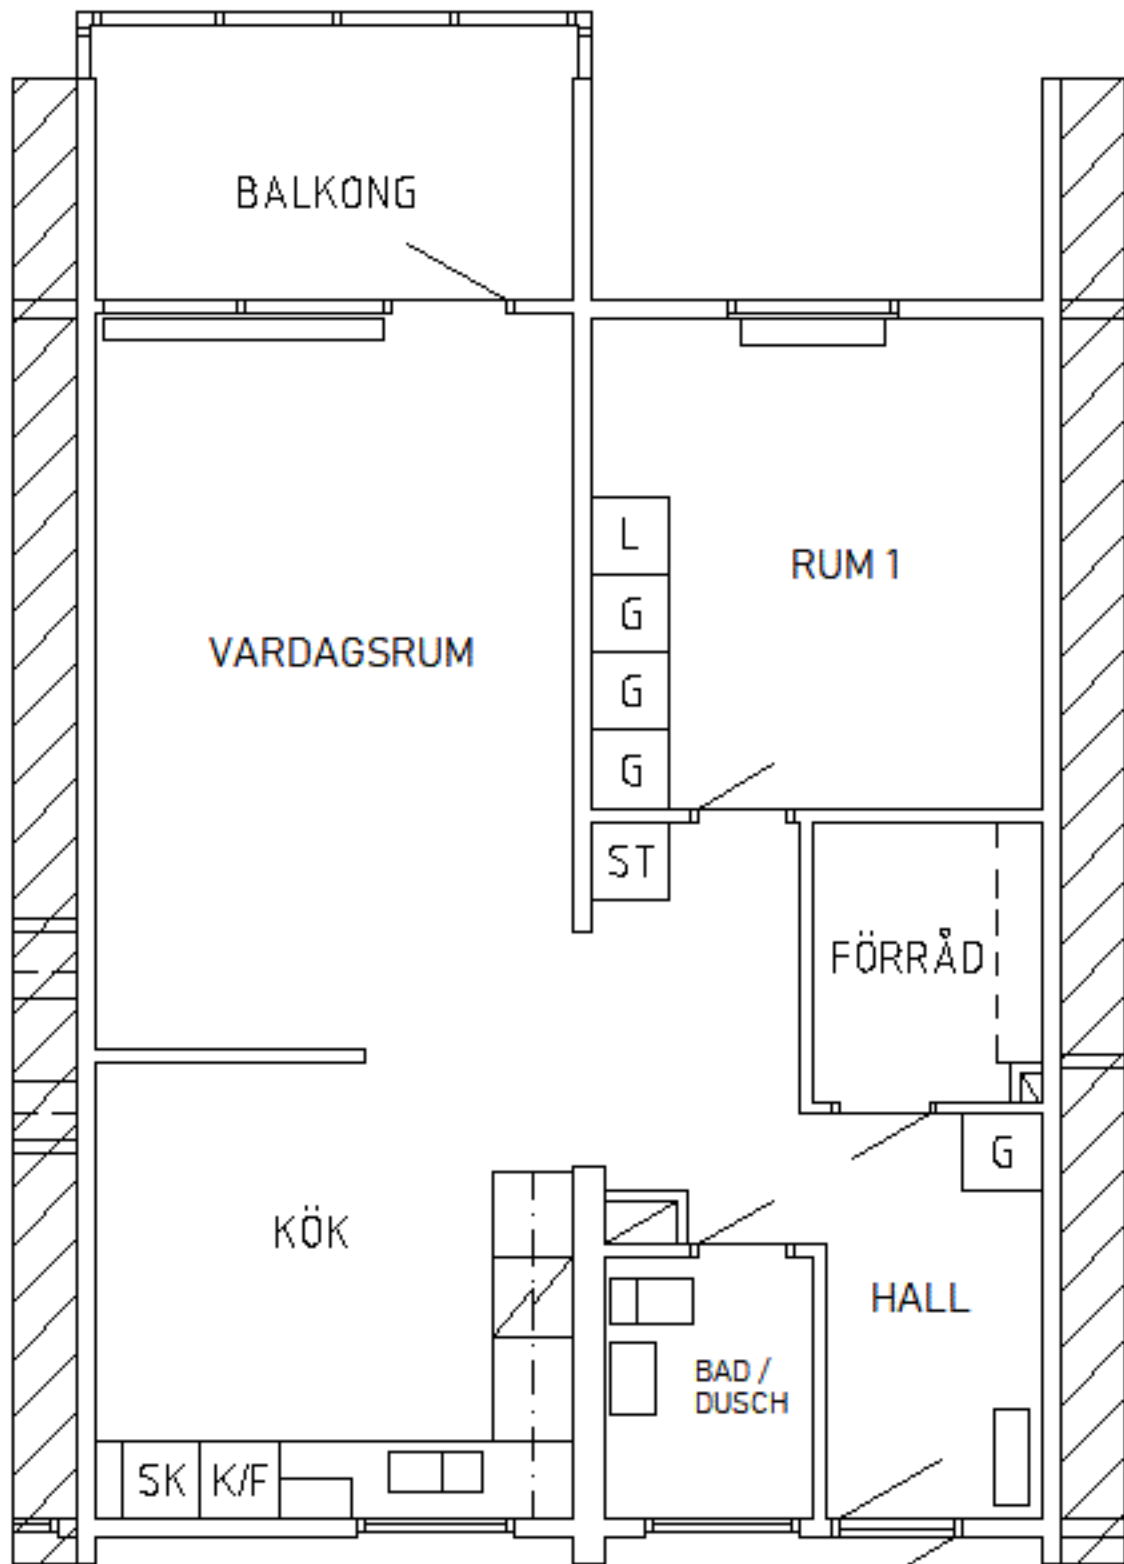 BALKONG
L
RUM 1
G
VARDAGSRUM
G
G
ST
FÖRRÅD
G
KÖK
HALL
BAD /
DUSCH
SK
K/F